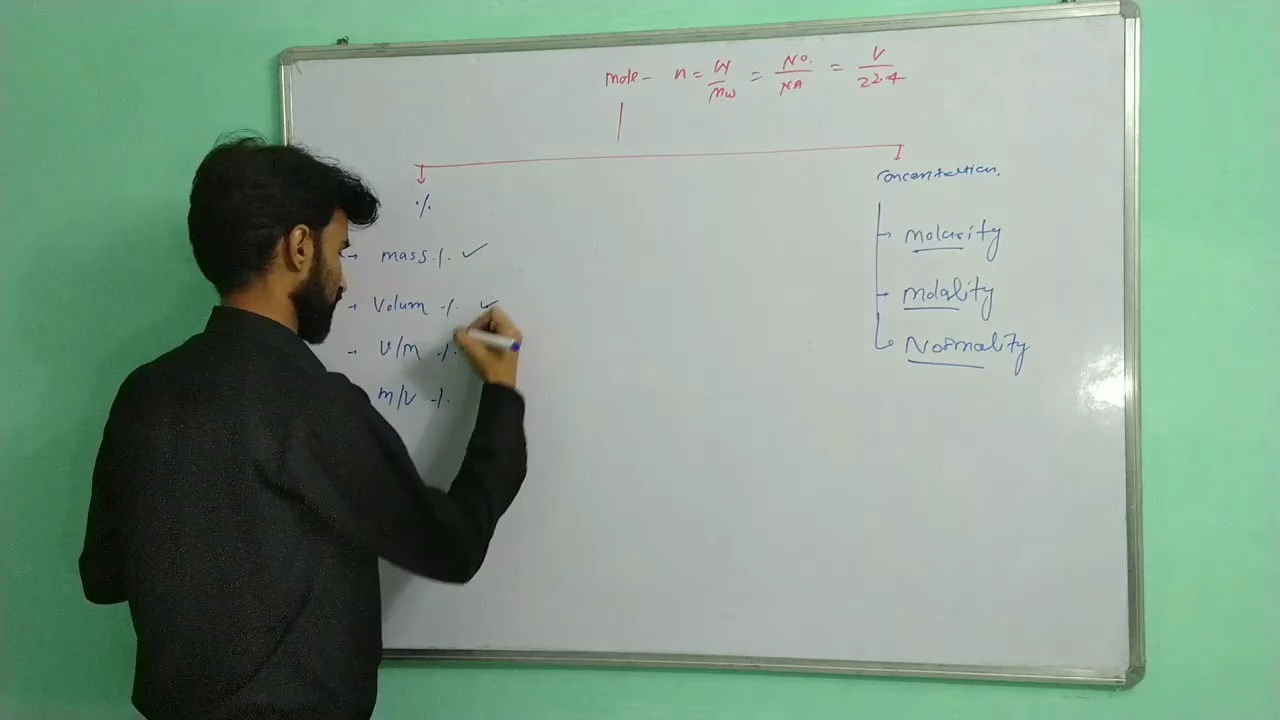 Mole - n = W/Mw = No./NA = V/22.4
%
mass % ✓
Volum % ✓
V/m %
m/V %
Concentration.
molarity
molality
Normality